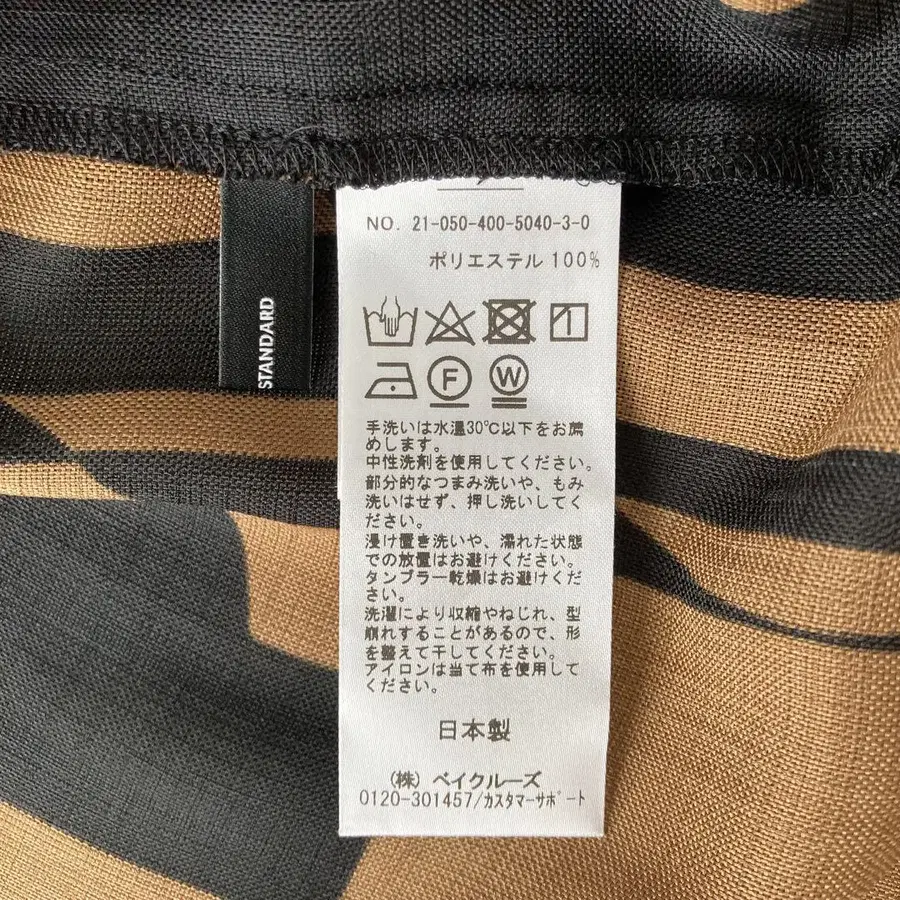 STANDARD
NO. 21-050-400-5040-3-0
ポリエステル 100%
F W
手洗いは水温30℃以下をお薦
めします。
中性洗剤を使用してください。
部分的なつまみ洗いや、もみ
洗いはせず、押し洗いしてく
ださい。
浸け置き洗いや、濡れた状態
での放置はお避けください。
タンブラー乾燥はお避けくだ
さい。
洗濯により収縮やねじれ、型
崩れすることがあるので、形
を整えて干してください。
アイロンは当て布を使用して
ください。
日本製
(株) ベイクルーズ
0120-301457/カスタマーサポート